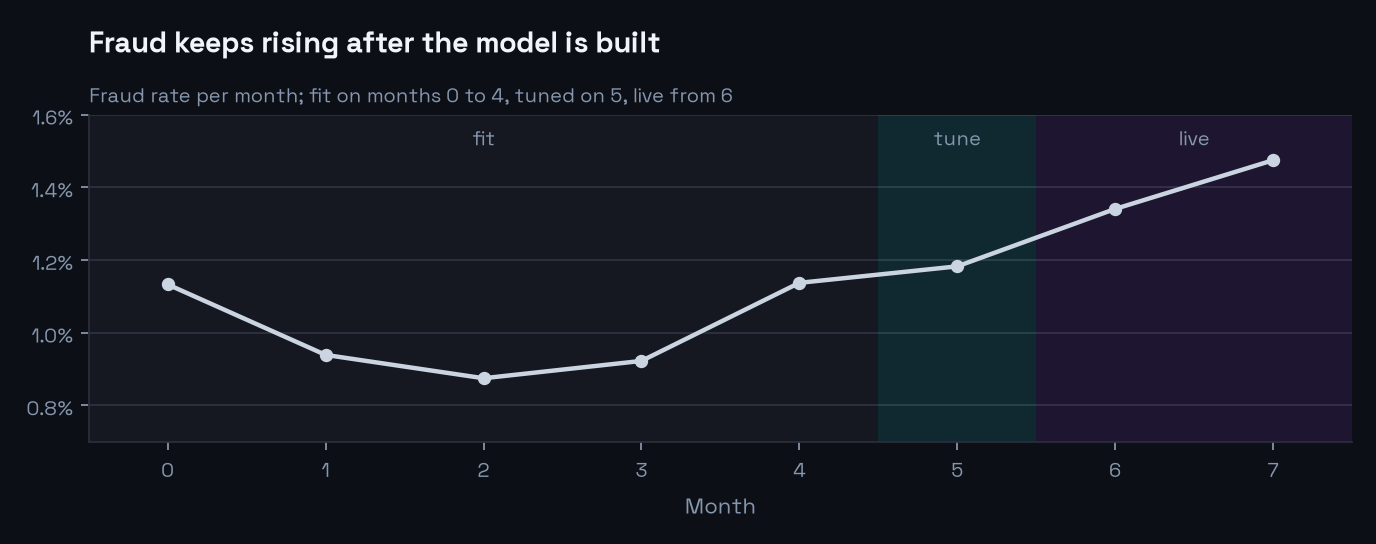 Fraud keeps rising after the model is built
Fraud rate per month; fit on months 0 to 4, tuned on 5, live from 6
1.6%
fit
tune
live
1.4%
1.2%
1.0%
0.8%
0
1
2
3
4
5
6
7
Month